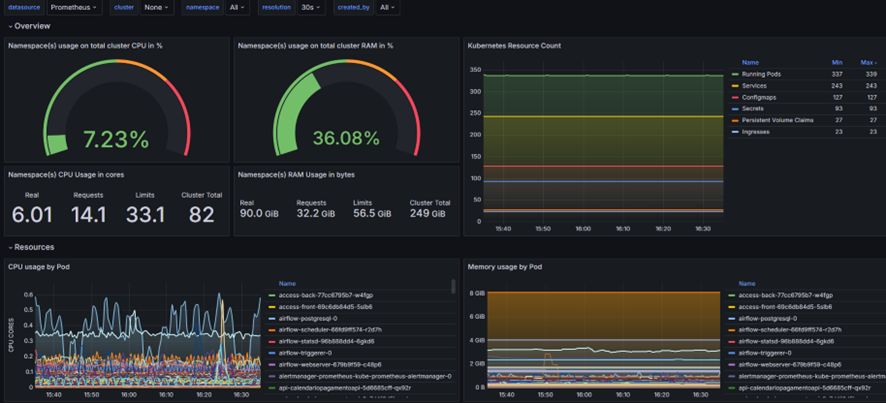 datasource Prometheus cluster None namespace All resolution 30s created_by All
Overview
Namespace(s) usage on total cluster CPU in %
7.23%
Namespace(s) usage on total cluster RAM in %
36.08%
Kubernetes Resource Count
350
300
250
200
150
100
50
0
15:40 15:50 16:00 16:10 16:20 16:30
Name Min Max
Running Pods 337 339
Services 243 243
Configmaps 127 127
Secrets 93 93
Persistent Volume Claims 27 27
Ingresses 23 23
Namespace(s) CPU Usage in cores
Real Requests Limits Cluster Total
6.01 14.1 33.1 82
Namespace(s) RAM Usage in bytes
Real Requests Limits Cluster Total
90.0 GiB 32.2 GiB 56.5 GiB 249 GiB
Resources
CPU usage by Pod
CPU CORES
0.6
0.5
0.4
0.3
0.2
0.1
0
15:40 15:50 16:00 16:10 16:20 16:30
Name
access-back-77cc6795b7-w4fgp
access-front-69c6db84d5-5slb6
airflow-postgresql-0
airflow-scheduler-66fd9ff574-r2d7h
airflow-statsd-96b888dd4-6gkd6
airflow-triggerer-0
airflow-webserver-679b9f59-c48p6
alertmanager-prometheus-kube-prometheus-alertmanager-0
api-calendariopagamentoapi-5d6685cff-qx92r
Memory usage by Pod
8 GiB
6 GiB
4 GiB
2 GiB
0 B
15:40 15:50 16:00 16:10 16:20 16:30
Name
access-back-77cc6795b7-w4fgp
access-front-69c6db84d5-5slb6
airflow-postgresql-0
airflow-scheduler-66fd9ff574-r2d7h
airflow-statsd-96b888dd4-6gkd6
airflow-triggerer-0
airflow-webserver-679b9f59-c48p6
alertmanager-kube-prometheus-alertmanager
api-calendariopagamentoapi-5d6685cff-qx92r